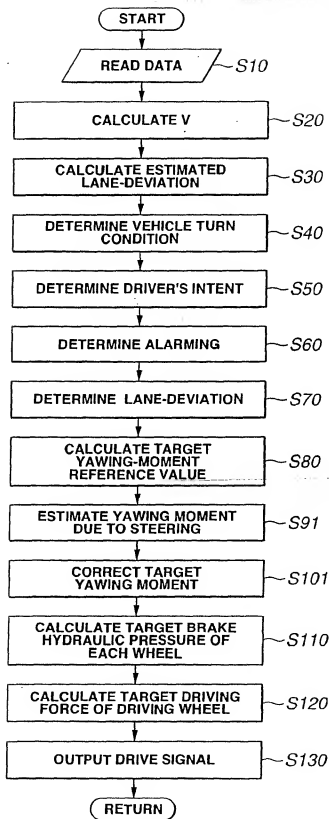 START
READ DATA
S10
CALCULATE V
S20
CALCULATE ESTIMATED
LANE-DEVIATION
S30
DETERMINE VEHICLE TURN
CONDITION
S40
DETERMINE DRIVER'S INTENT
S50
DETERMINE ALARMING
S60
DETERMINE LANE-DEVIATION
S70
CALCULATE TARGET
YAWING-MOMENT
REFERENCE VALUE
S80
ESTIMATE YAWING MOMENT
DUE TO STEERING
S91
CORRECT TARGET
YAWING MOMENT
S101
CALCULATE TARGET BRAKE
HYDRAULIC PRESSURE OF
EACH WHEEL
S110
CALCULATE TARGET DRIVING
FORCE OF DRIVING WHEEL
S120
OUTPUT DRIVE SIGNAL
S130
RETURN